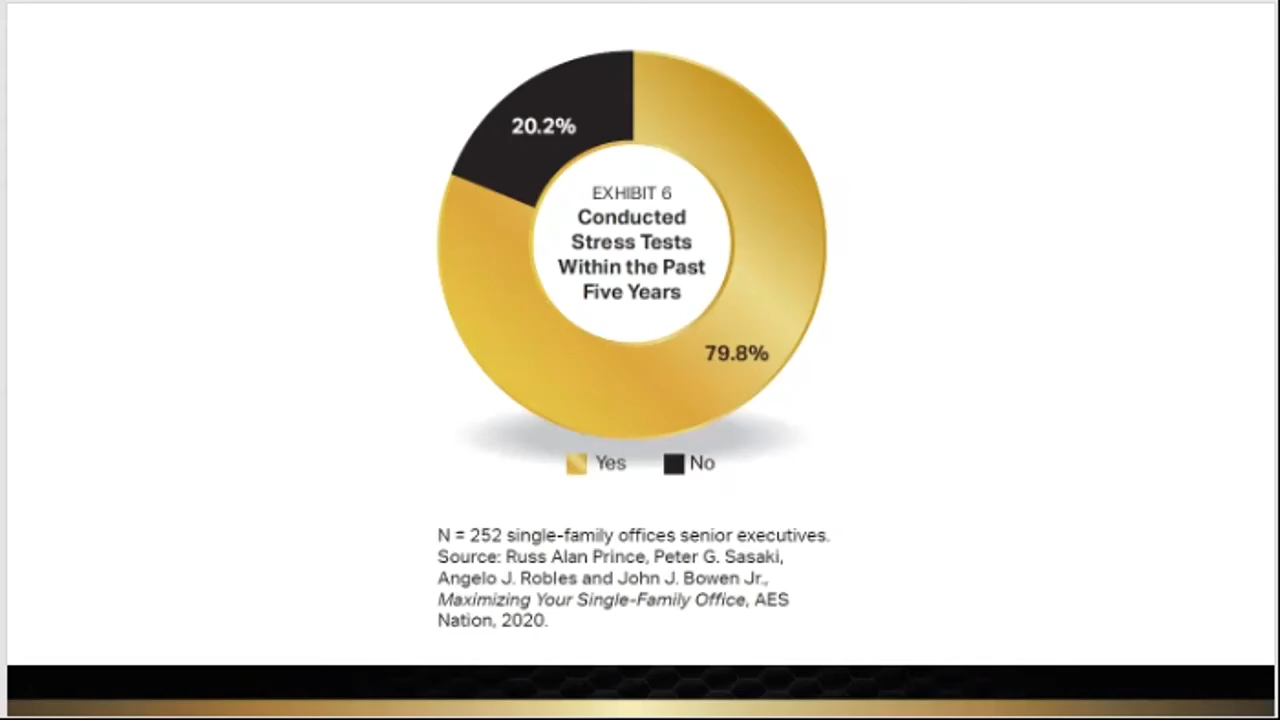 20.2%
EXHIBIT 6
Conducted
Stress Tests
Within the Past
Five Years
79.8%
Yes
No
N = 252 single-family offices senior executives.
Source: Russ Alan Prince, Peter G. Sasaki,
Angelo J. Robles and John J. Bowen Jr.,
Maximizing Your Single-Family Office, AES
Nation, 2020.